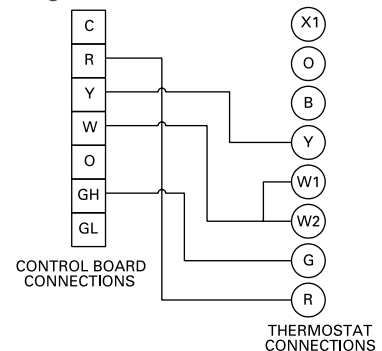 C
R
Y
W
O
GH
GL
CONTROL BOARD
CONNECTIONS
X1
O
B
Y
W1
W2
G
R
THERMOSTAT
CONNECTIONS